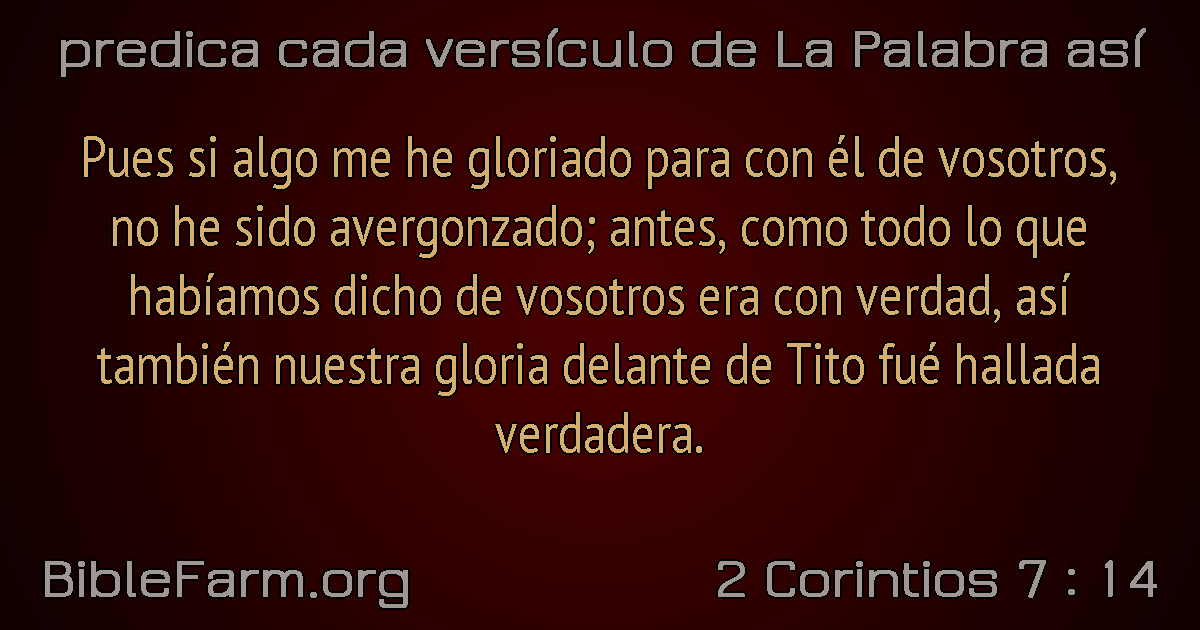 predica cada versículo de La Palabra así
Pues si algo me he gloriado para con él de vosotros,
no he sido avergonzado; antes, como todo lo que
habíamos dicho de vosotros era con verdad, así
también nuestra gloria delante de Tito fué hallada
verdadera.
BibleFarm.org
2 Corintios 7 : 14